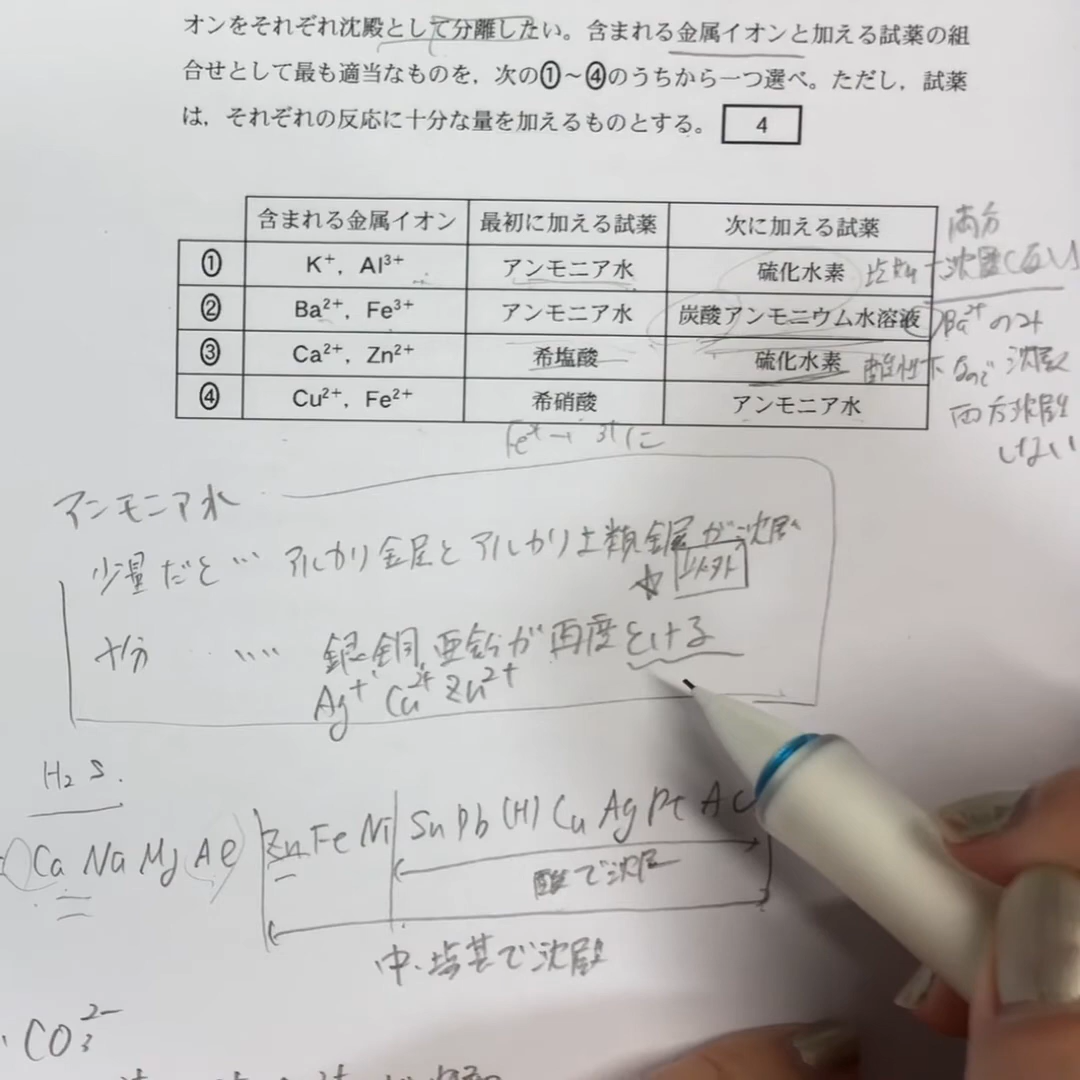 オンをそれぞれ沈殿として分離したい。含まれる金属イオンと加える試薬の組
合せとして最も適当なものを，次の①～④のうちから一つ選べ。ただし，試薬
は，それぞれの反応に十分な量を加えるものとする。 4
含まれる金属イオン 最初に加える試薬 次に加える試薬 両方
① K⁺，Al³⁺ アンモニア水 硫化水素
② Ba²⁺，Fe³⁺ アンモニア水 炭酸アンモニウム水溶液 Ba²⁺のみ
③ Ca²⁺，Zn²⁺ 希塩酸 硫化水素 酸性下なので沈殿
④ Cu²⁺，Fe²⁺ 希硝酸 アンモニア水 両方沈殿
しない
アンモニア水
少量だと… アルカリ金属とアルカリ土類金属が沈殿
以外
十分 ‥‥ 銀、銅、亜鉛が再度とける
Ag⁺ Cu²⁺ Zn²⁺
H₂S.
Ca Na Mg Al Zn Fe Ni Sn Pb (H) Cu Ag Pt Au
酸で沈殿
中、塩基で沈殿
CO₃²⁻